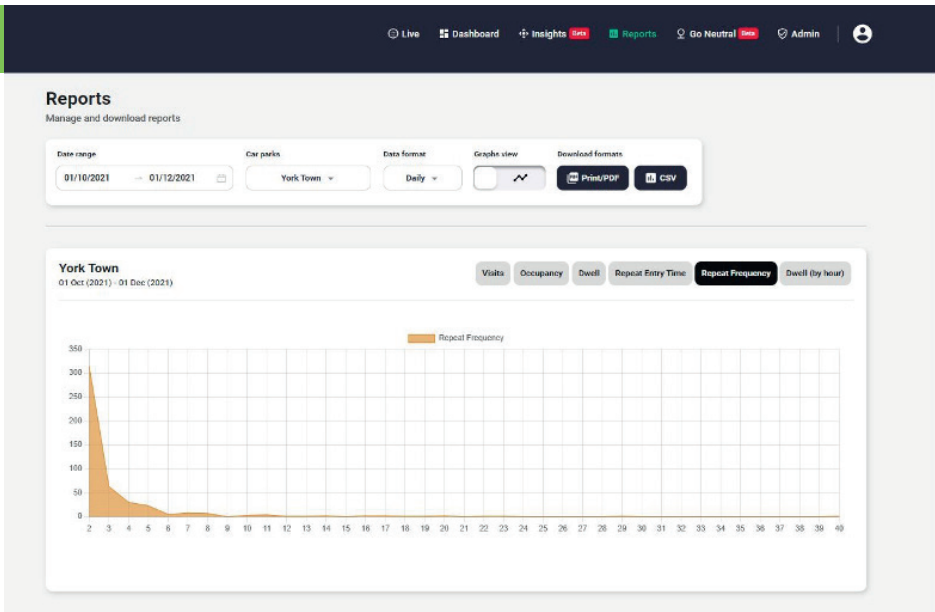 Live Dashboard Insights Beta Reports Go Neutral Beta Admin
Reports
Manage and download reports
Date range Car parks Data format Graphs view Download formats
01/10/2021 → 01/12/2021 York Town Daily Print/PDF CSV
York Town
01 Oct (2021) - 01 Dec (2021)
Visits Occupancy Dwell Repeat Entry Time Repeat Frequency Dwell (by hour)
Repeat Frequency
350
300
250
200
150
100
50
0
2 3 4 5 6 7 8 9 10 11 12 13 14 15 16 17 18 19 20 21 22 23 24 25 26 27 28 29 30 31 32 33 34 35 36 37 38 39 40